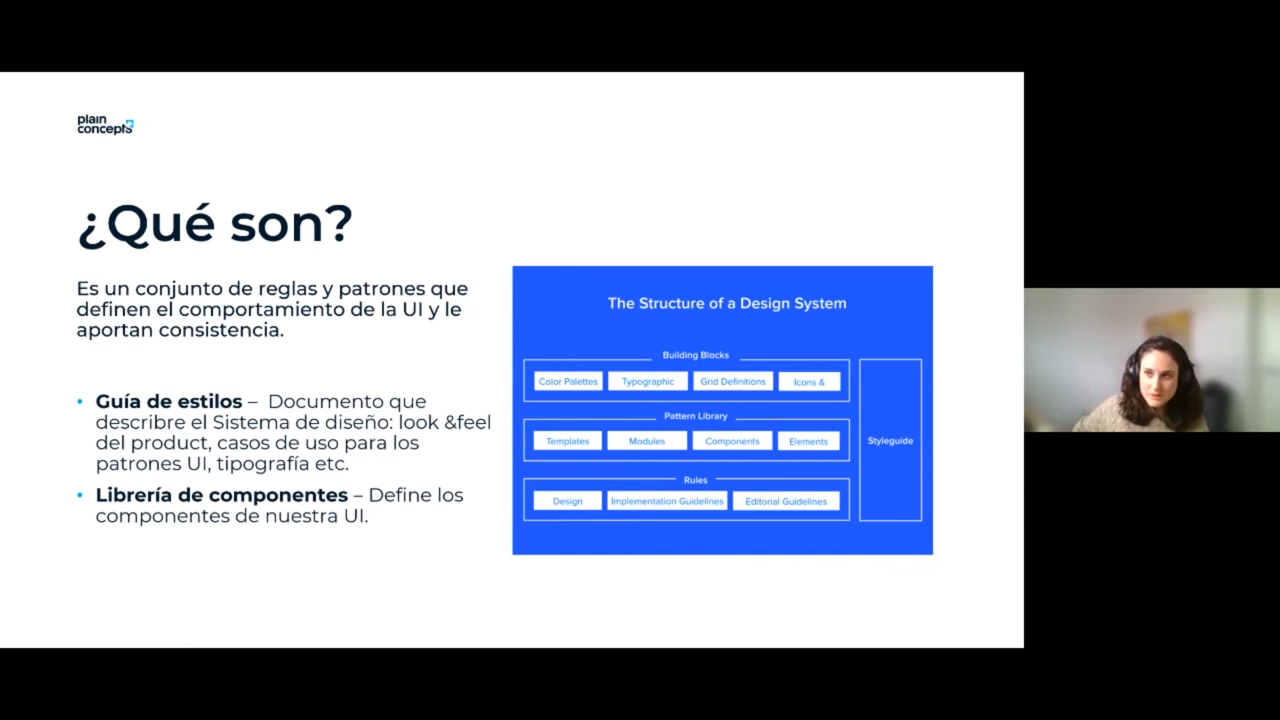 plain
concepts
¿Qué son?
Es un conjunto de reglas y patrones que
definen el comportamiento de la UI y le
aportan consistencia.
• Guía de estilos – Documento que
describre el Sistema de diseño: look &feel
del product, casos de uso para los
patrones UI, tipografía etc.
• Librería de componentes – Define los
componentes de nuestra UI.
The Structure of a Design System
Building Blocks
Color Palettes Typographic Grid Definitions Icons &
Pattern Library
Templates Modules Components Elements
Styleguide
Rules
Design Implementation Guidelines Editorial Guidelines